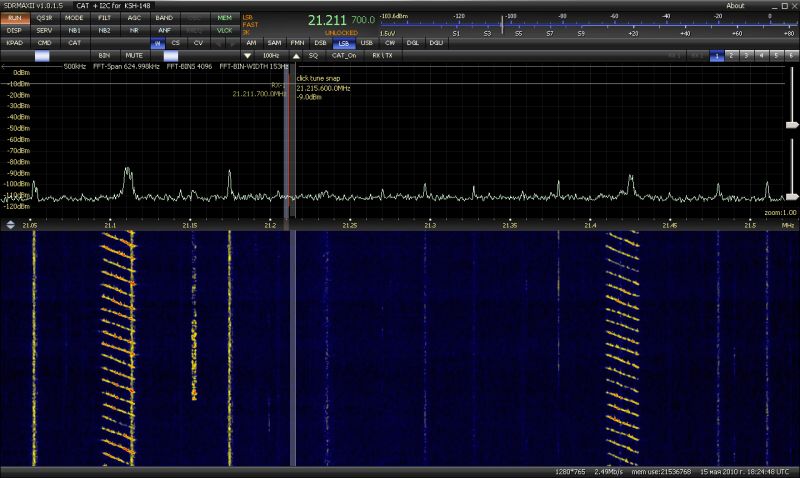 SDRMAXII v1.0.1.5 CAT + I2C for KSH-148 About
RUN QS1R MODE FILT AGC BAND MEM LSB 21.211 700.0 -103.6dBm -120 -100 -80 -60 -40 -20 0
DISP SERV NB1 NB2 NR ANF VLCK FAST
3K UNLOCKED 1.5uV S1 S3 S5 S7 S9 +20 +40 +60 +80
KPAD CMD CAT W CS CV AM SAM FMN DSB LSB USB CW DGL DGU RX 1 1 2 3 4 5 6
BIN MUTE 100Hz SQ CAT_On RX \ TX
500kHz FFT-Span 624.998kHz FFT-BINS 4096 FFT-BIN-WIDTH 153Hz
0dBm
click tune snap
-10dBm RX-1
21.211.700.0MHz 21.215.600.0MHz
-20dBm -9.0dBm
-30dBm
-40dBm
-50dBm
-60dBm
-70dBm
-80dBm
-90dBm
-100dBm
-110dBm
-120dBm
zoom:1.00
21.05 21.1 21.15 21.2 21.25 21.3 21.35 21.4 21.45 21.5 MHz
1280*765 2.49Mb/s mem use:21536768 15 мая 2010 г. 18:24:48 UTC